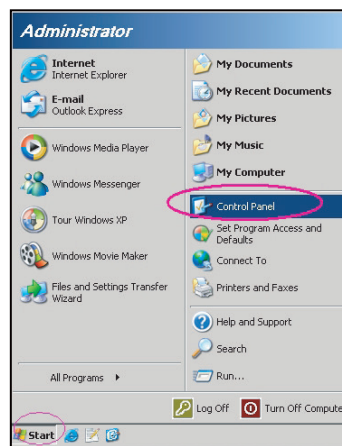 Administrator
Internet
Internet Explorer
E-mail
Outlook Express
Windows Media Player
Windows Messenger
Tour Windows XP
Windows Movie Maker
Files and Settings Transfer
Wizard
All Programs
My Documents
My Recent Documents
My Pictures
My Music
My Computer
Control Panel
Set Program Access and
Defaults
Connect To
Printers and Faxes
Help and Support
Search
Run...
Log Off
Turn Off Compute
Start